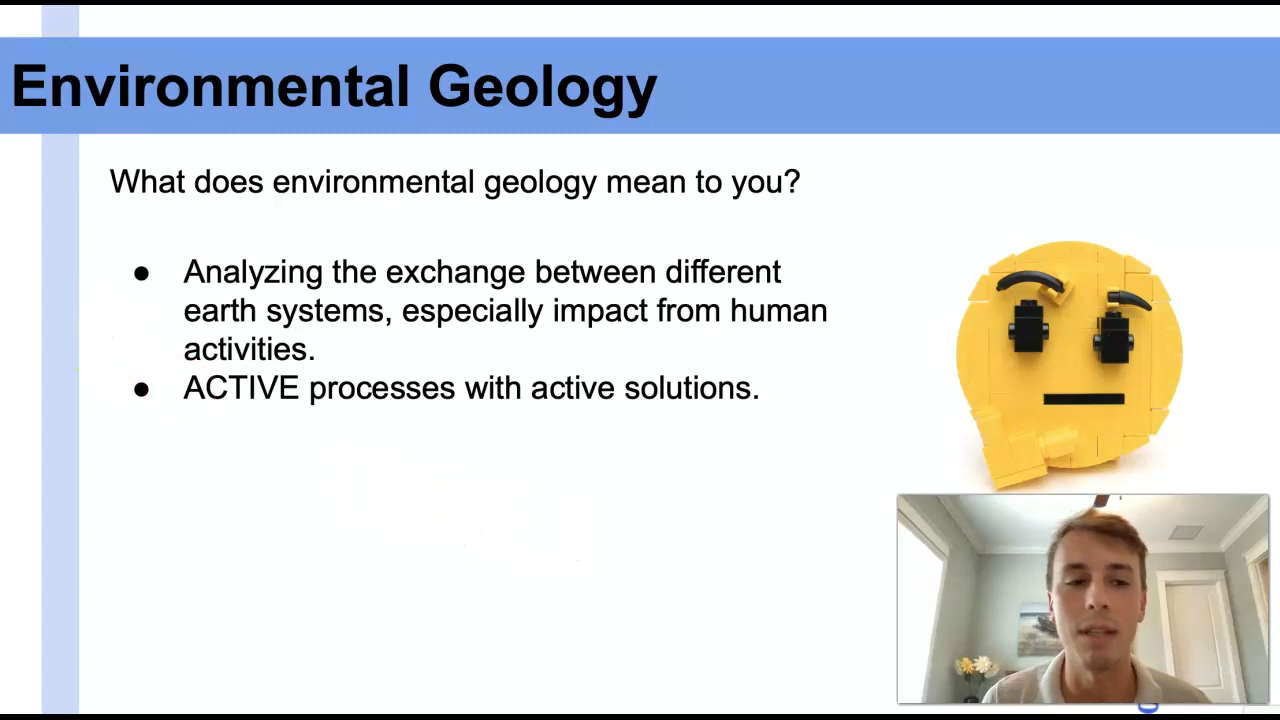 Environmental Geology
What does environmental geology mean to you?
● Analyzing the exchange between different
earth systems, especially impact from human
activities.
● ACTIVE processes with active solutions.